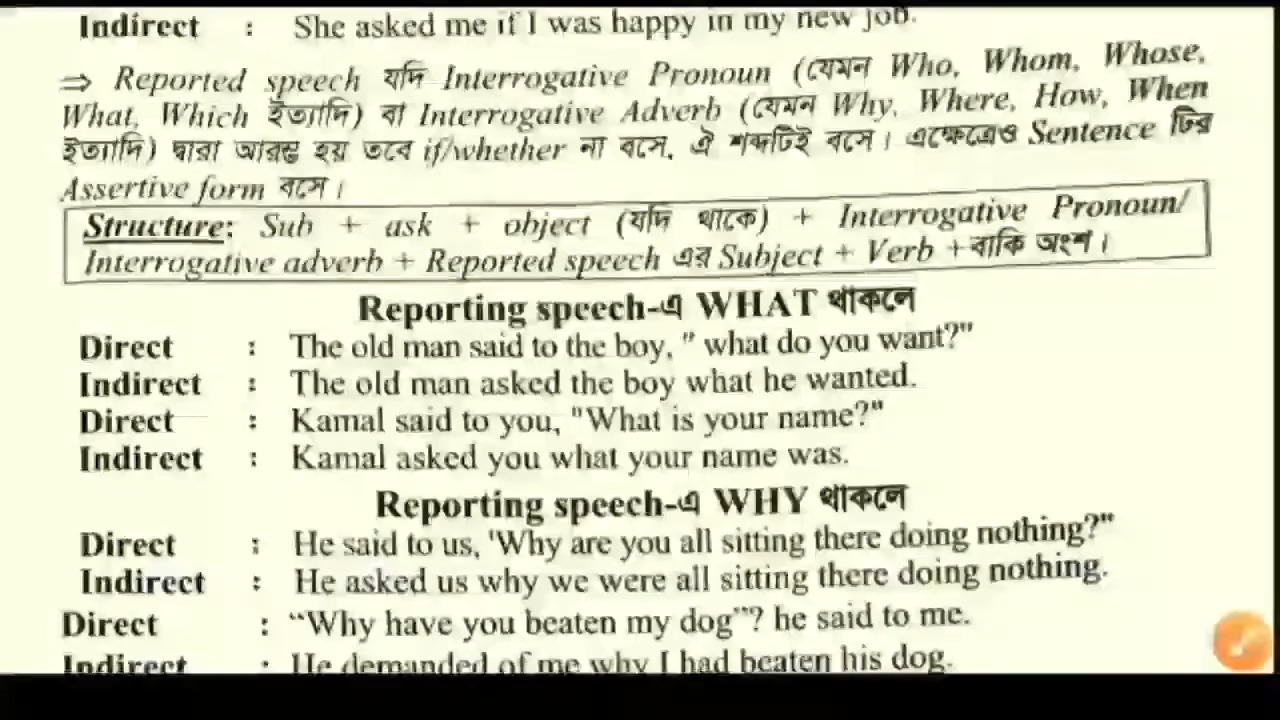 Indirect : She asked me if I was happy in my new job.
⇒ Reported speech যদি Interrogative Pronoun (যেমন Who, Whom, Whose,
What, Which ইত্যাদি) বা Interrogative Adverb (যেমন Why, Where, How, When
ইত্যাদি) দ্বারা আরম্ভ হয় তবে if/whether না বসে, ঐ শব্দটিই বসে। এক্ষেত্রেও Sentence টির
Assertive form বসে।
Structure: Sub + ask + object (যদি থাকে) + Interrogative Pronoun/
Interrogative adverb + Reported speech এর Subject + Verb +বাকি অংশ।
Reporting speech-এ WHAT থাকলে
Direct : The old man said to the boy, " what do you want?"
Indirect : The old man asked the boy what he wanted.
Direct : Kamal said to you, "What is your name?"
Indirect : Kamal asked you what your name was.
Reporting speech-এ WHY থাকলে
Direct : He said to us, 'Why are you all sitting there doing nothing?"
Indirect : He asked us why we were all sitting there doing nothing.
Direct : “Why have you beaten my dog”? he said to me.
Indirect : He demanded of me why I had beaten his dog.